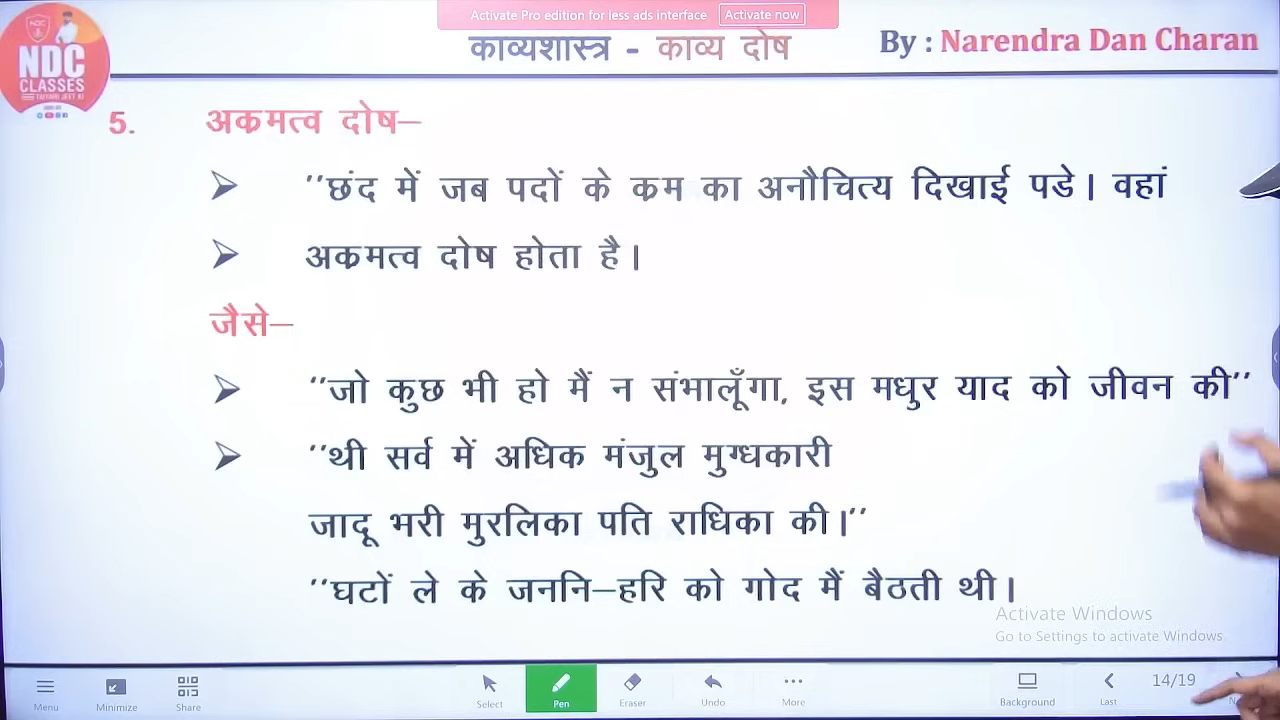 Activate Pro edition for less ads interface Activate now
काव्यशास्त्र - काव्य दोष
By : Narendra Dan Charan
NDC
CLASSES
5. अक्रमत्व दोष–
➢ ''छंद में जब पदों के क्रम का अनौचित्य दिखाई पडे। वहां
➢ अक्रमत्व दोष होता है।
जैसे–
➢ ''जो कुछ भी हो मैं न संभालूँगा, इस मधुर याद को जीवन की''
➢ ''थी सर्व में अधिक मंजुल मुग्धकारी
जादू भरी मुरलिका पति राधिका की।''
''घटों ले के जननि–हरि को गोद मैं बैठती थी।
Activate Windows
Go to Settings to activate Windows.
Menu Minimize Share Select Pen Eraser Undo More Background Last 14/19